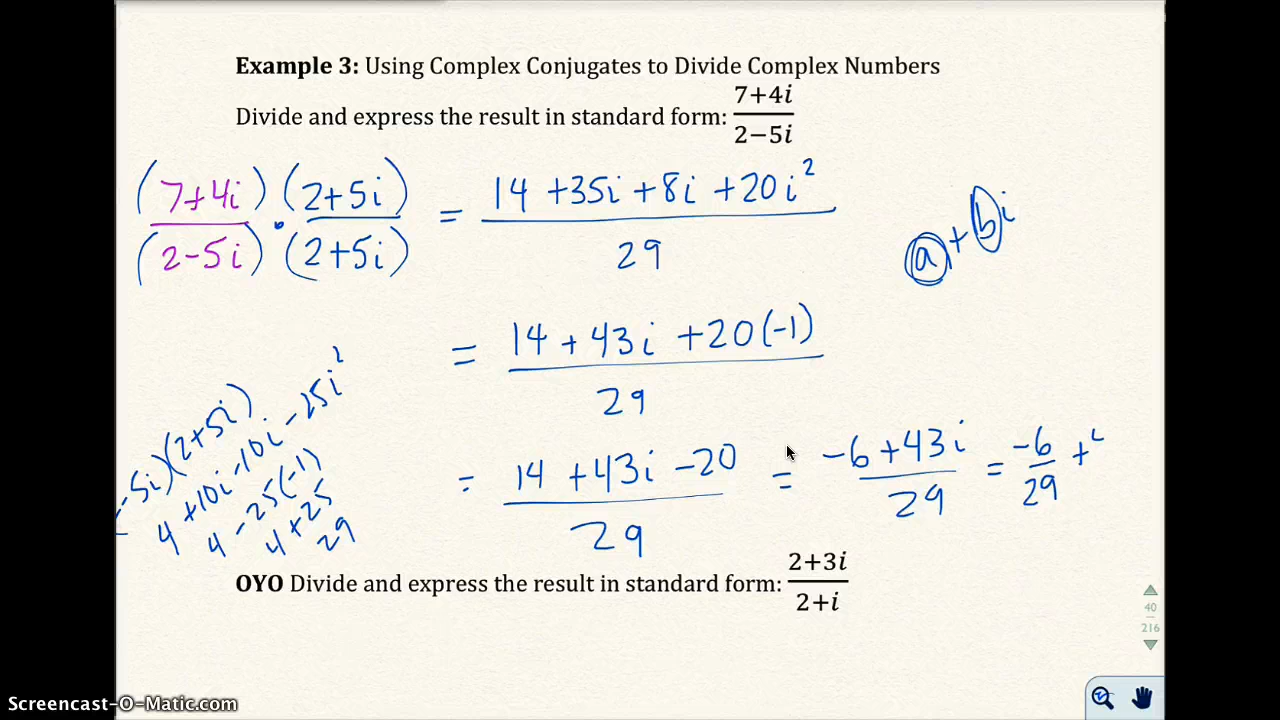 Example 3: Using Complex Conjugates to Divide Complex Numbers
Divide and express the result in standard form: (7+4i)/(2−5i)
(7+4i)/(2-5i) · (2+5i)/(2+5i) = (14 +35i +8i +20i²)/29
a+bi
= (14 + 43i +20(-1))/29
-5i)(2+5i)
4 +10i -10i -25i²
4 -25(-1)
4 + 25
29
= (14 +43i -20)/29 = (-6 +43i)/29 = -6/29 +
OYO Divide and express the result in standard form: (2+3i)/(2+i)
40
216
Screencast-O-Matic.com